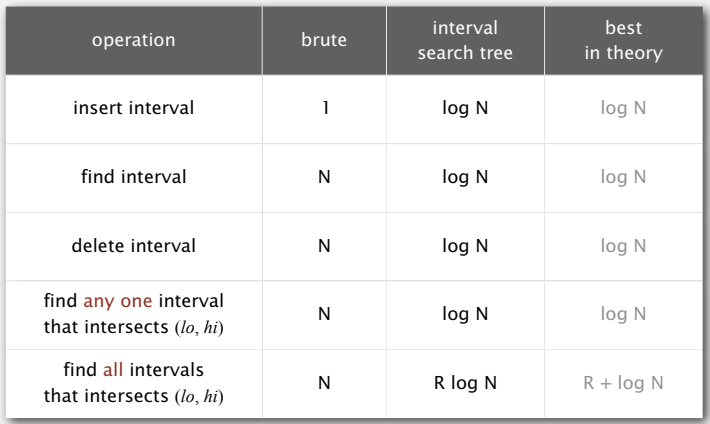 operation brute interval search tree best in theory
insert interval 1 log N log N
find interval N log N log N
delete interval N log N log N
find any one interval
that intersects (lo, hi) N log N log N
find all intervals
that intersects (lo, hi) N R log N R + log N